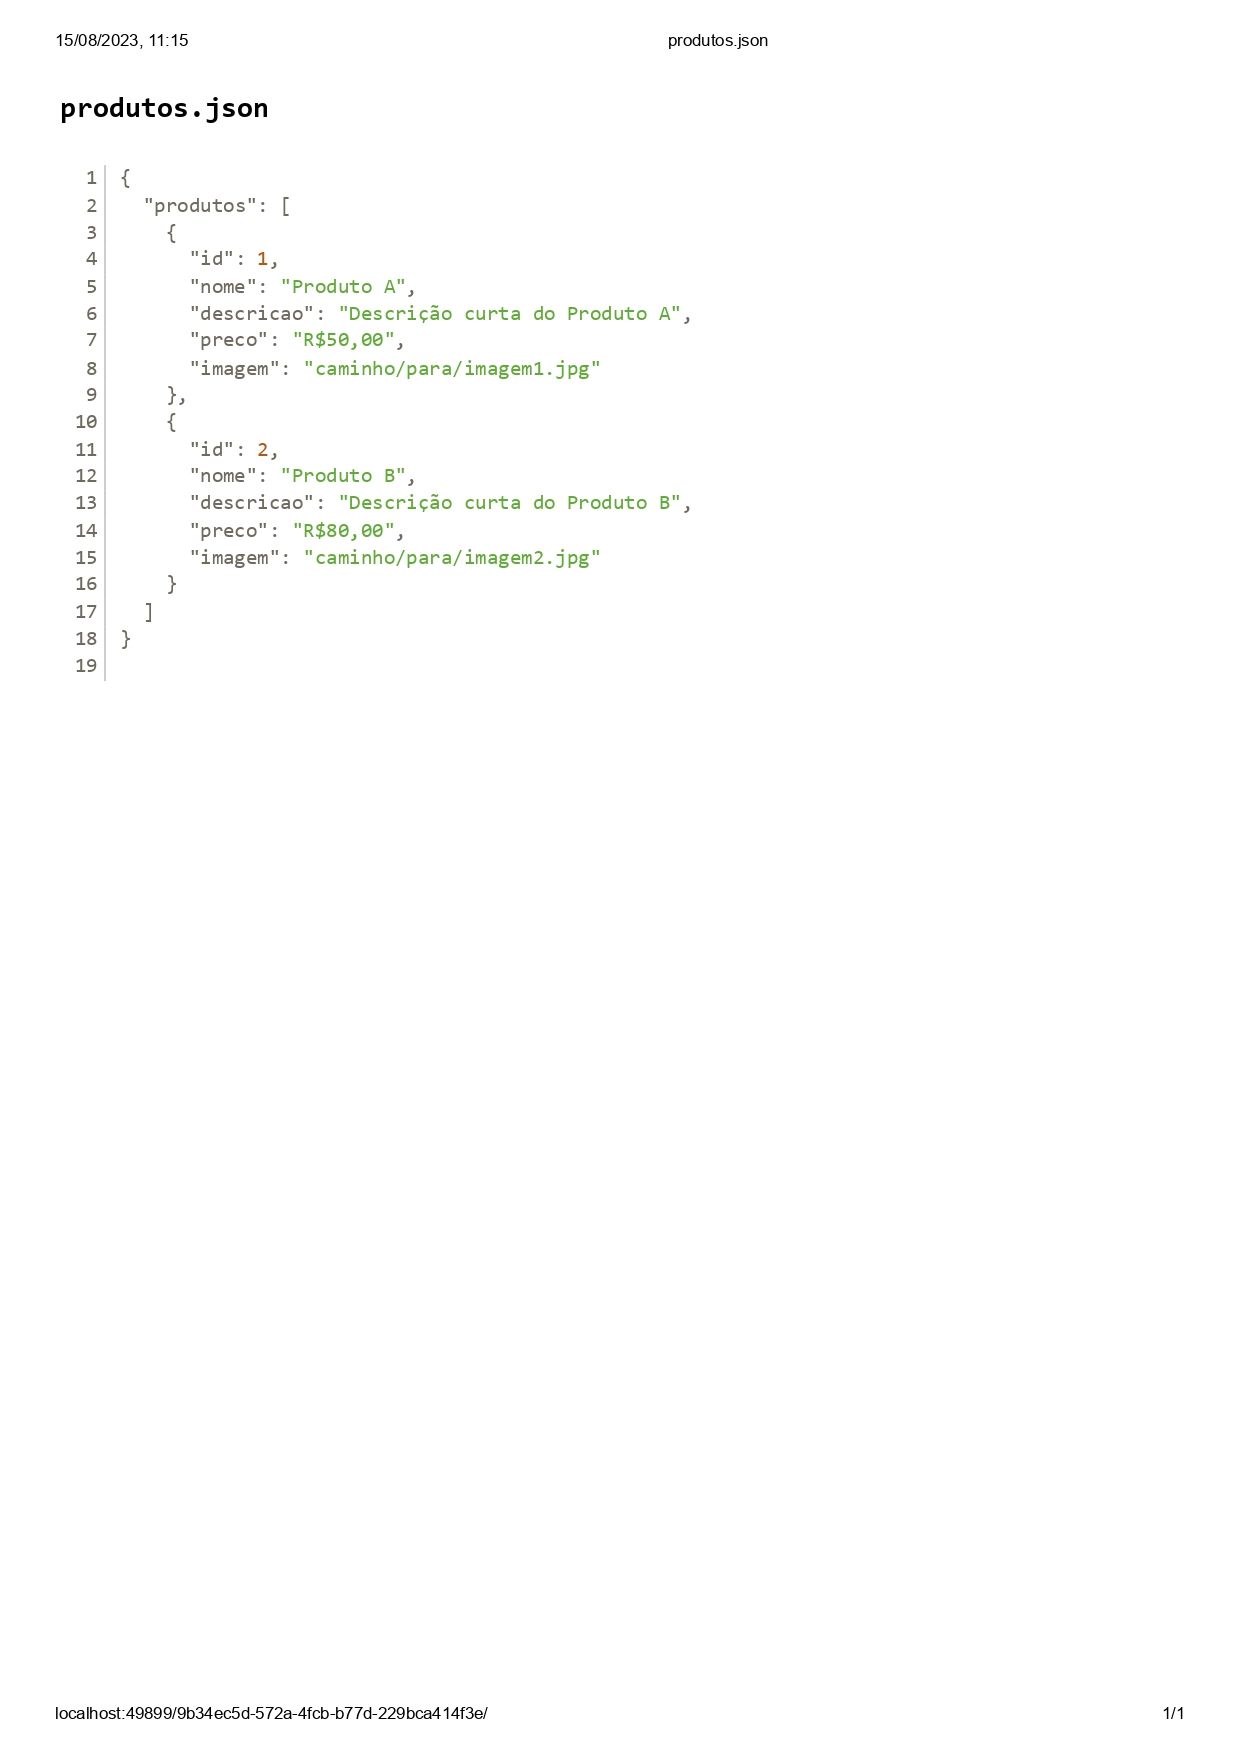 15/08/2023, 11:15 produtos.json
produtos.json
1 {
2   "produtos": [
3     {
4       "id": 1,
5       "nome": "Produto A",
6       "descricao": "Descrição curta do Produto A",
7       "preco": "R$50,00",
8       "imagem": "caminho/para/imagem1.jpg"
9     },
10     {
11       "id": 2,
12       "nome": "Produto B",
13       "descricao": "Descrição curta do Produto B",
14       "preco": "R$80,00",
15       "imagem": "caminho/para/imagem2.jpg"
16     }
17   ]
18 }
19
localhost:49899/9b34ec5d-572a-4fcb-b77d-229bca414f3e/ 1/1